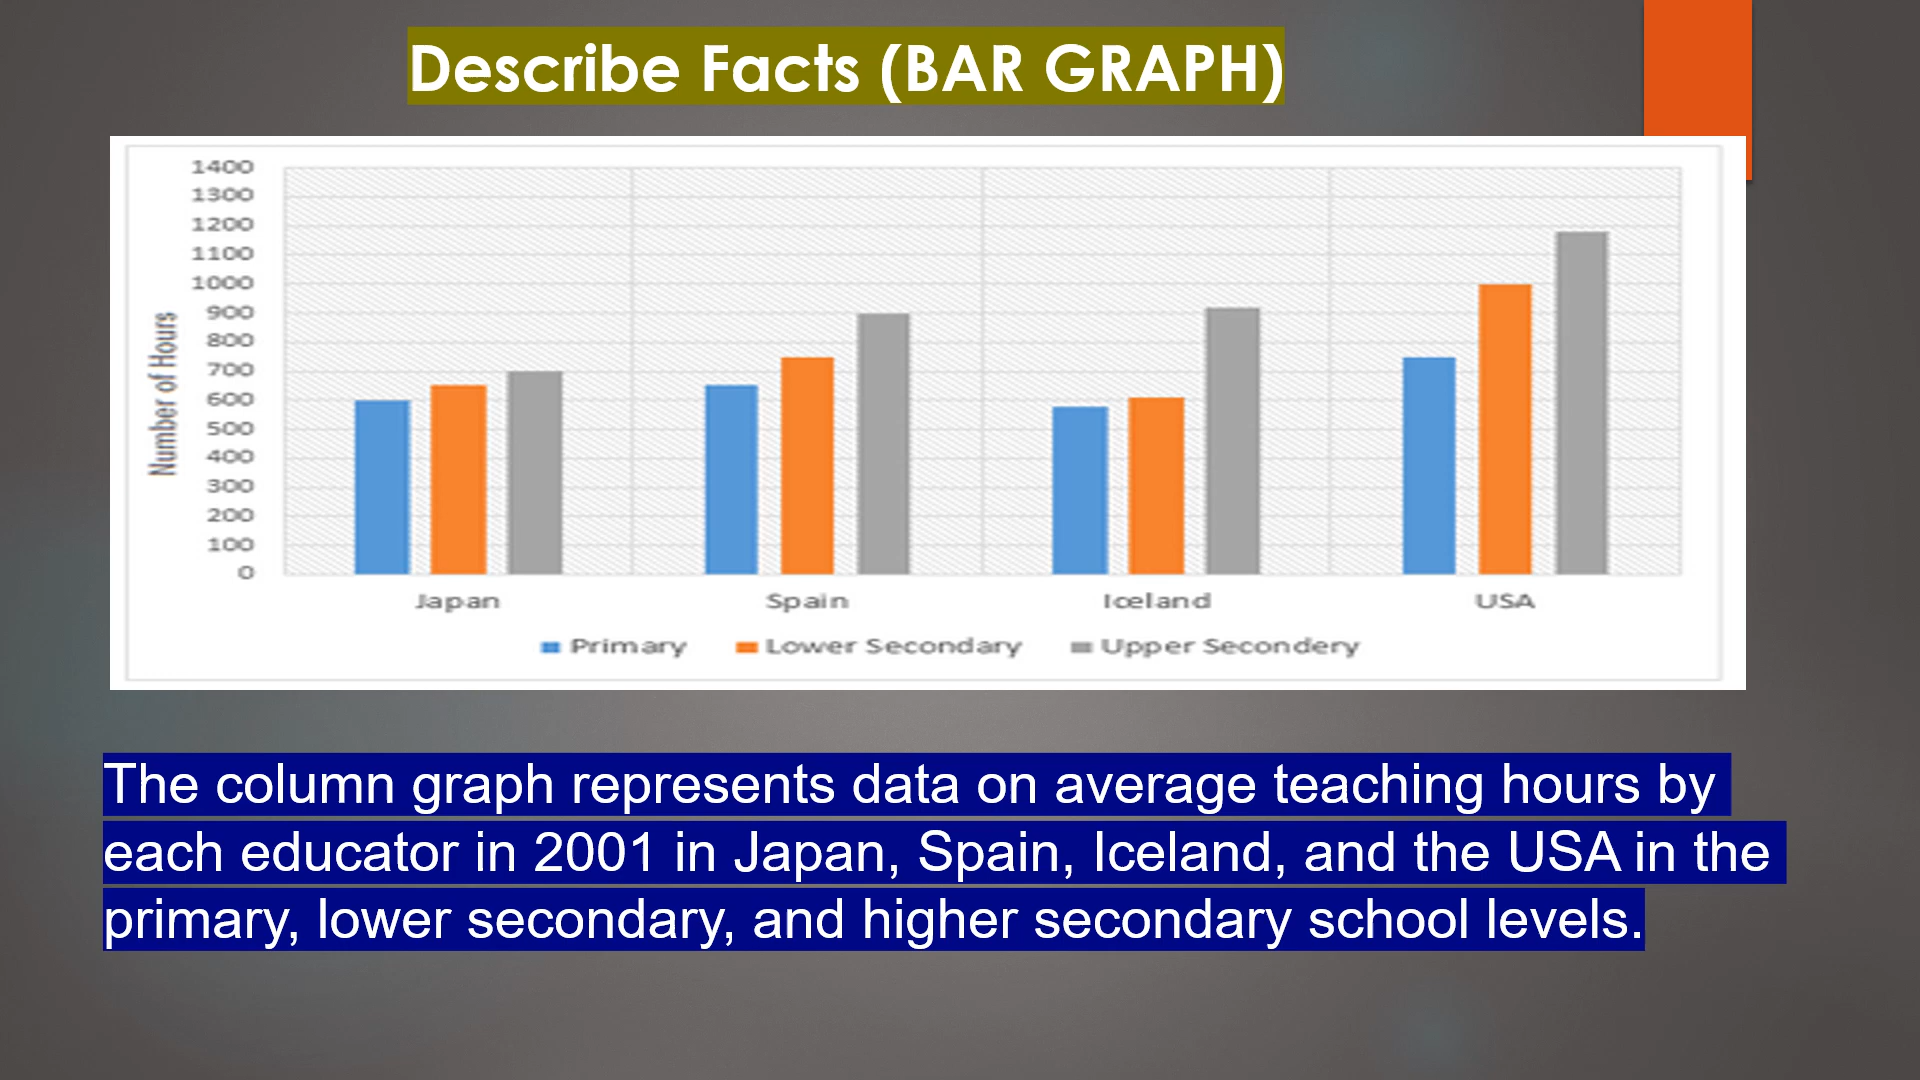 Describe Facts (BAR GRAPH)
1400
1300
1200
1100
1000
900
800
700
600
500
400
300
200
100
0
Number of Hours
Japan Spain Iceland USA
Primary Lower Secondary Upper Secondery
The column graph represents data on average teaching hours by
each educator in 2001 in Japan, Spain, Iceland, and the USA in the
primary, lower secondary, and higher secondary school levels.